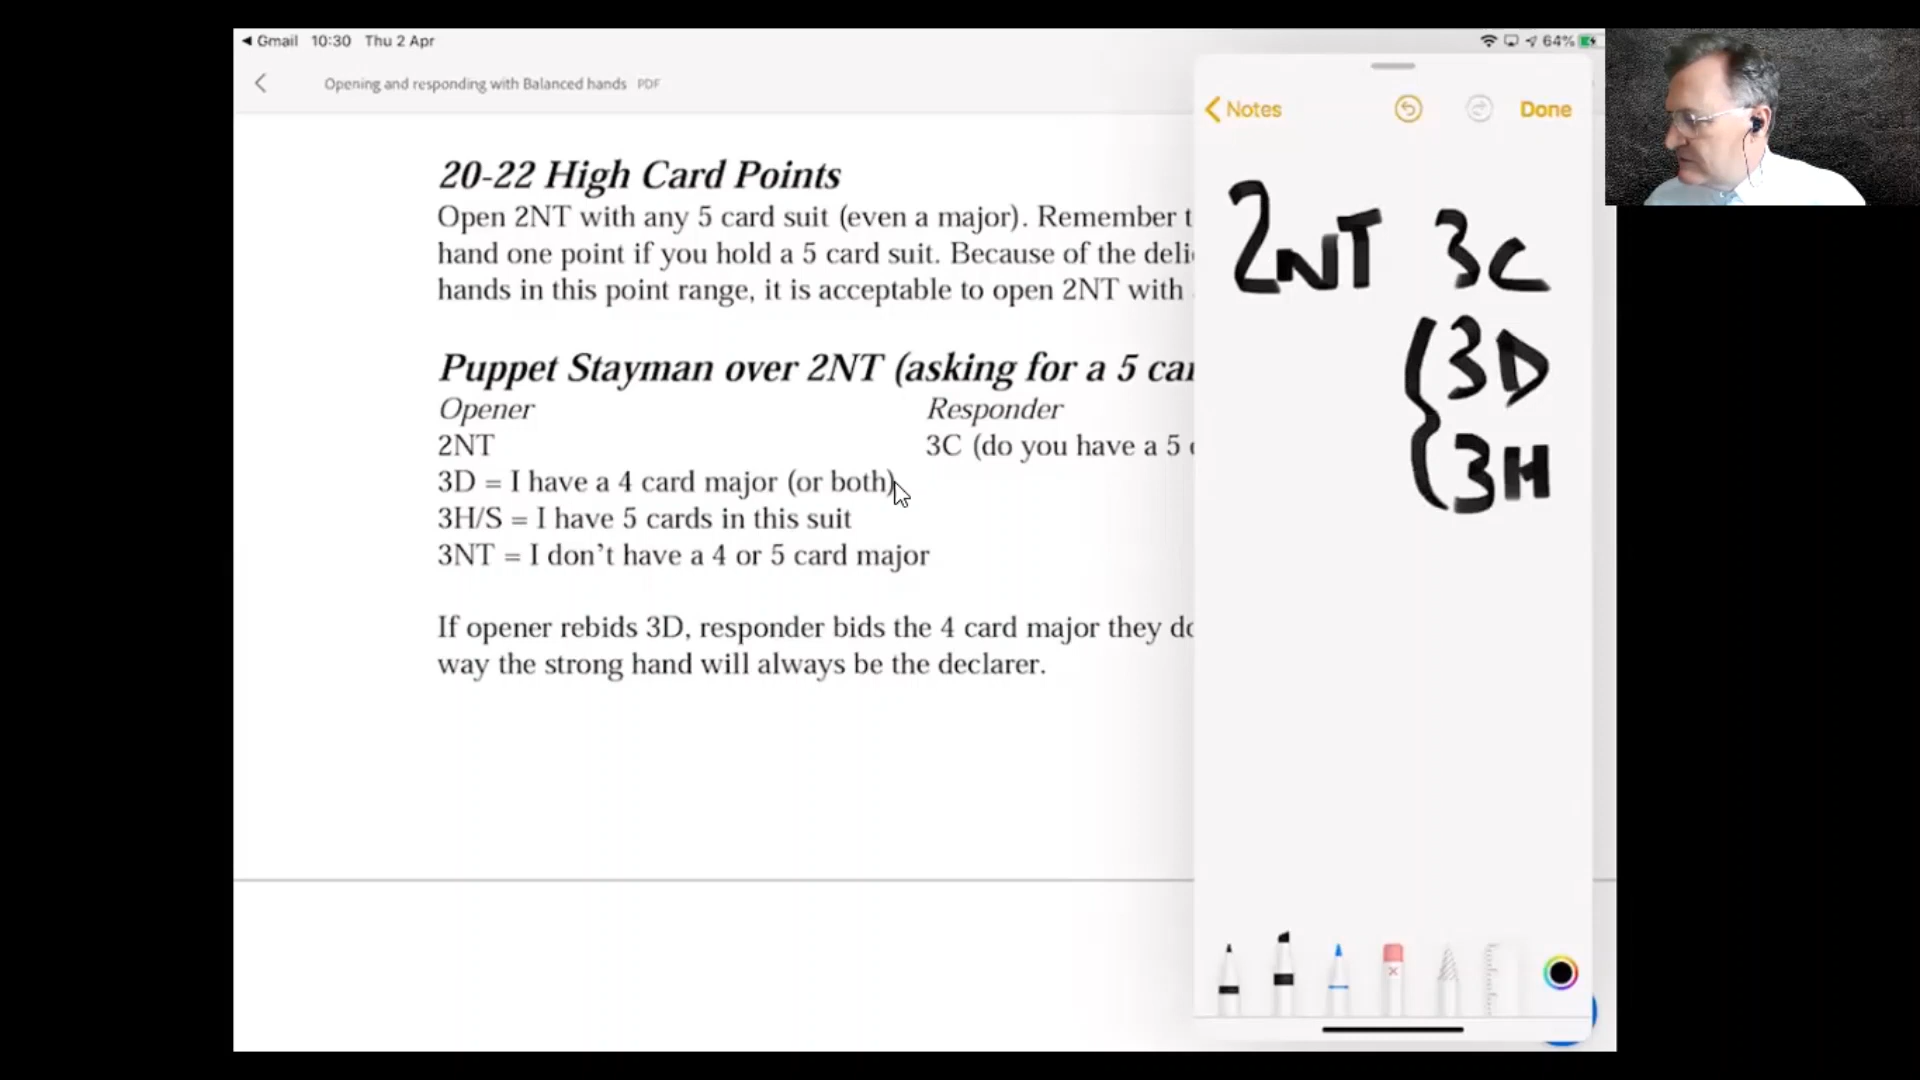 Gmail 10:30 Thu 2 Apr
64%
Opening and responding with Balanced hands PDF
20-22 High Card Points
Open 2NT with any 5 card suit (even a major). Remember t
hand one point if you hold a 5 card suit. Because of the deli
hands in this point range, it is acceptable to open 2NT with
Puppet Stayman over 2NT (asking for a 5 car
Opener Responder
2NT 3C (do you have a 5
3D = I have a 4 card major (or both)
3H/S = I have 5 cards in this suit
3NT = I don't have a 4 or 5 card major
If opener rebids 3D, responder bids the 4 card major they do
way the strong hand will always be the declarer.
Notes Done
2NT 3C
3D
3H